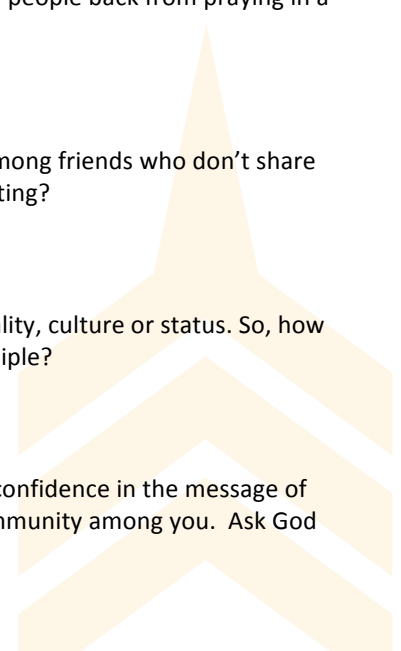 people back from praying in a
mong friends who don’t share
ting?
lity, culture or status. So, how
iple?
confidence in the message of
mmunity among you.  Ask God